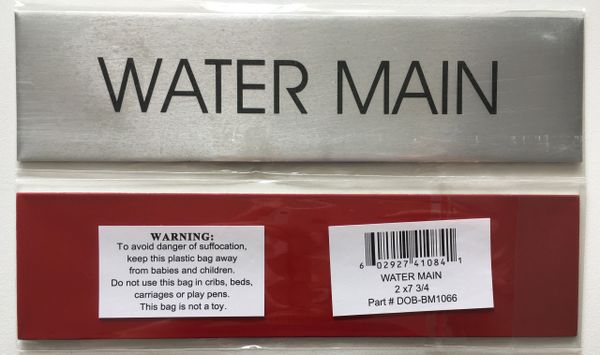 WATER MAIN
WARNING:
To avoid danger of suffocation,
keep this plastic bag away
from babies and children.
Do not use this bag in cribs, beds,
carriages or play pens.
This bag is not a toy.
6 02927 41084 1
WATER MAIN
2 x7 3/4
Part # DOB-BM1066